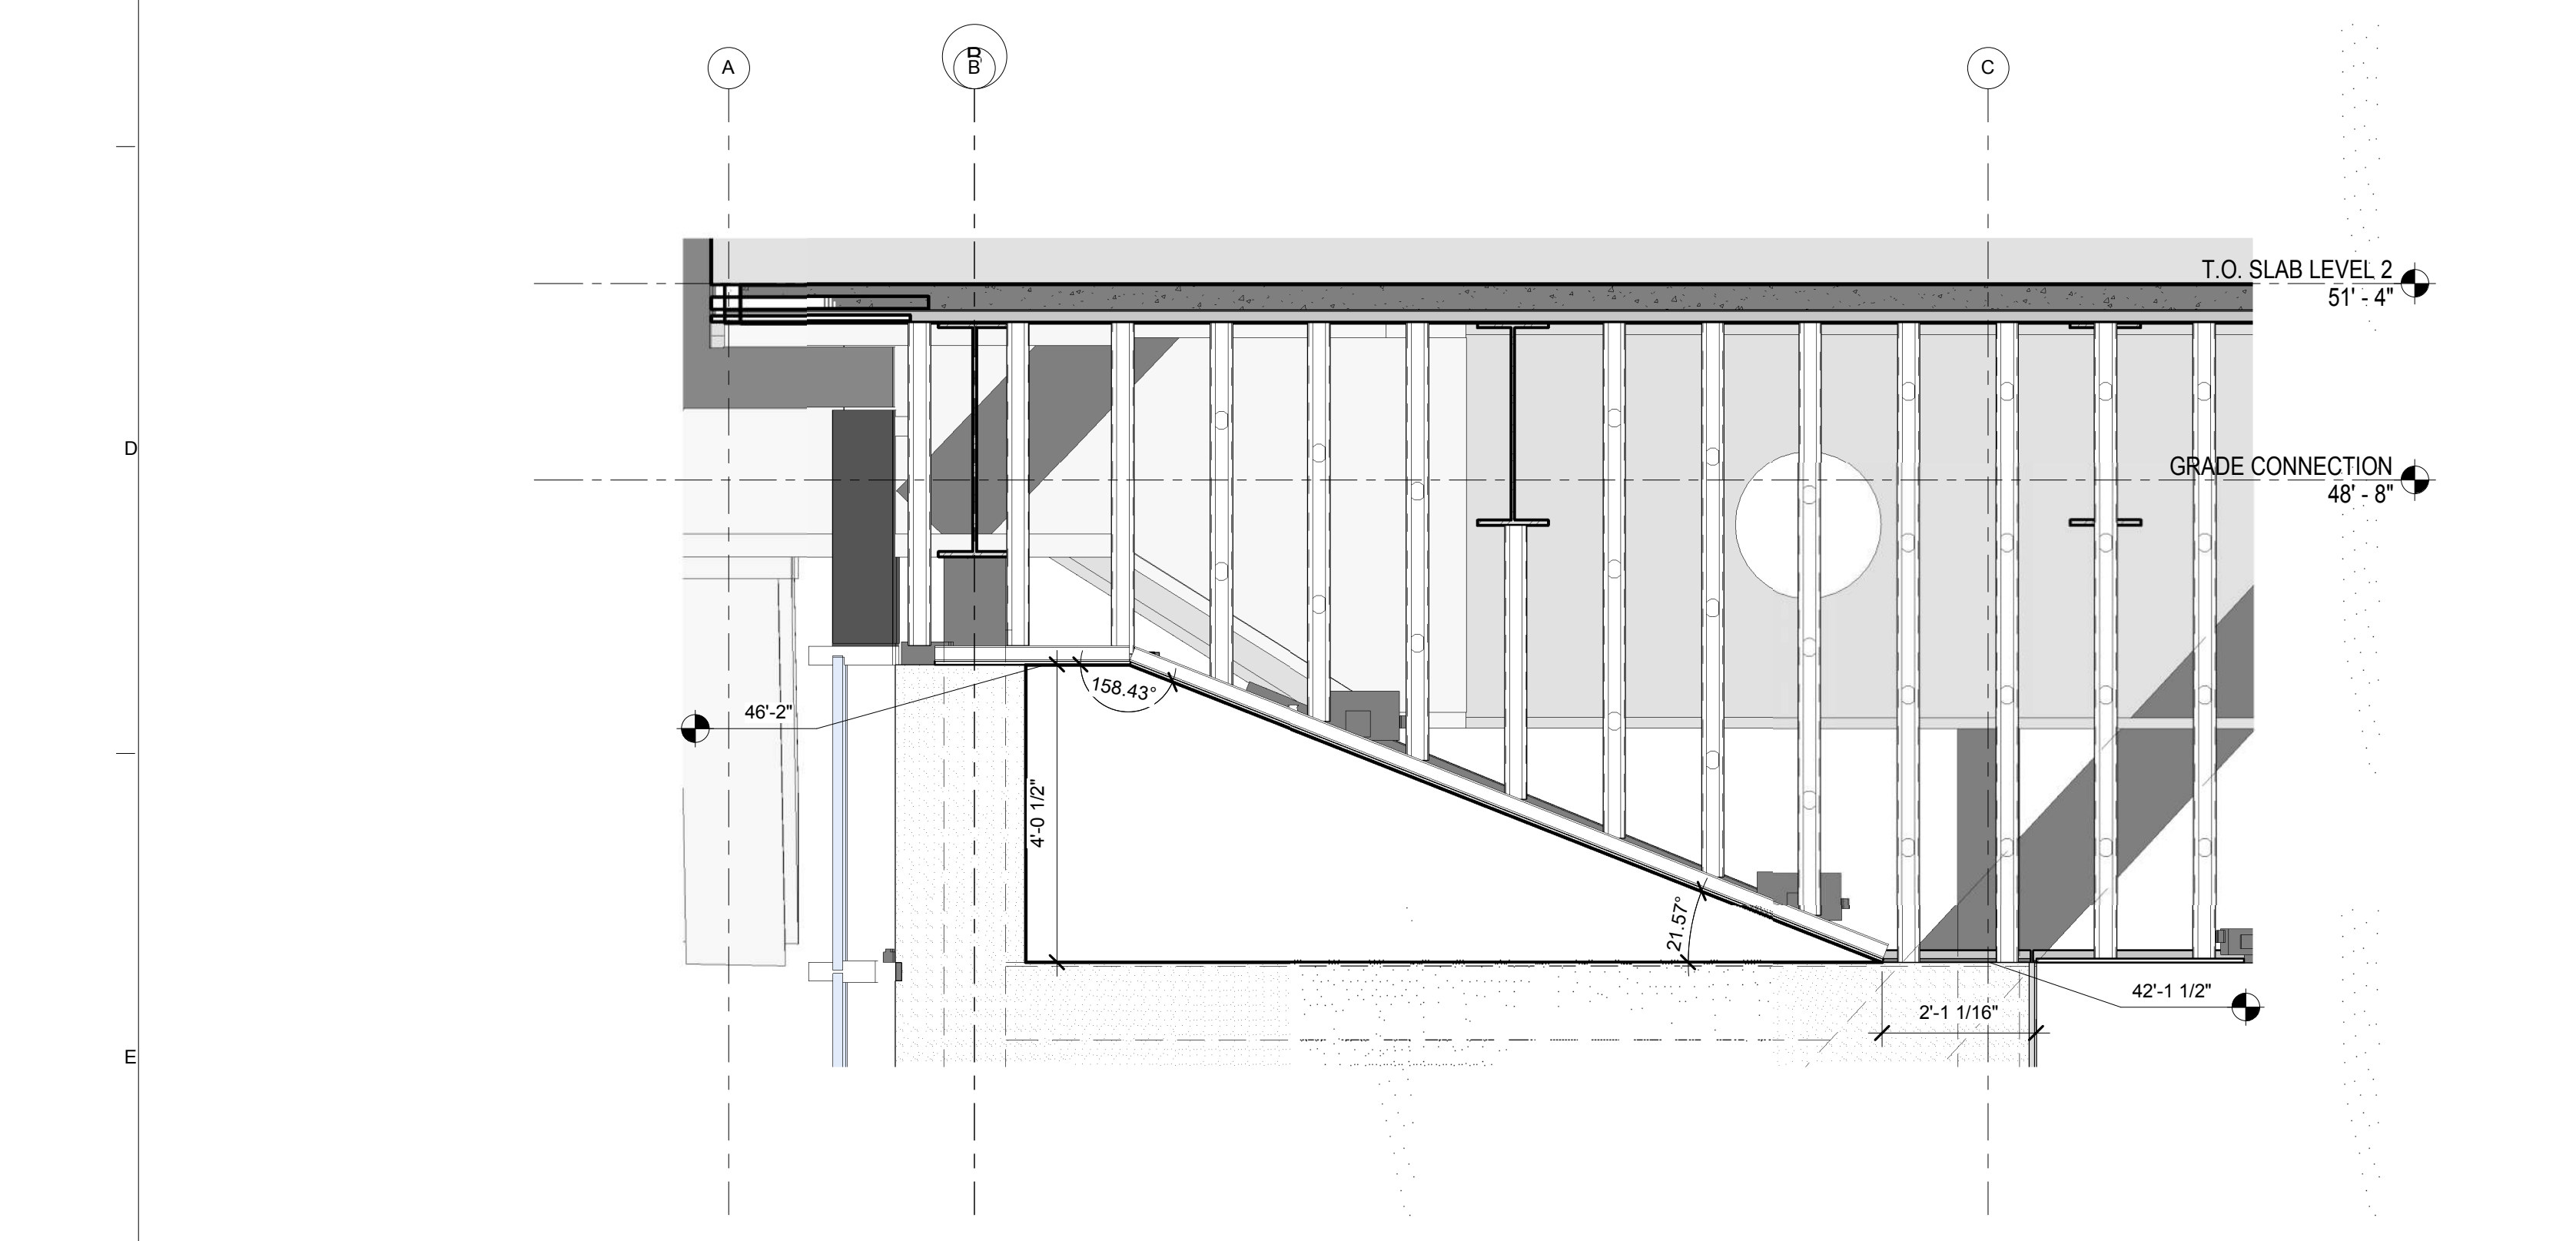 A
B
B
C
T.O. SLAB LEVEL 2
51' - 4"
D
GRADE CONNECTION
48' - 8"
158.43°
46'-2"
4'-0 1/2"
21.57°
42'-1 1/2"
2'-1 1/16"
E